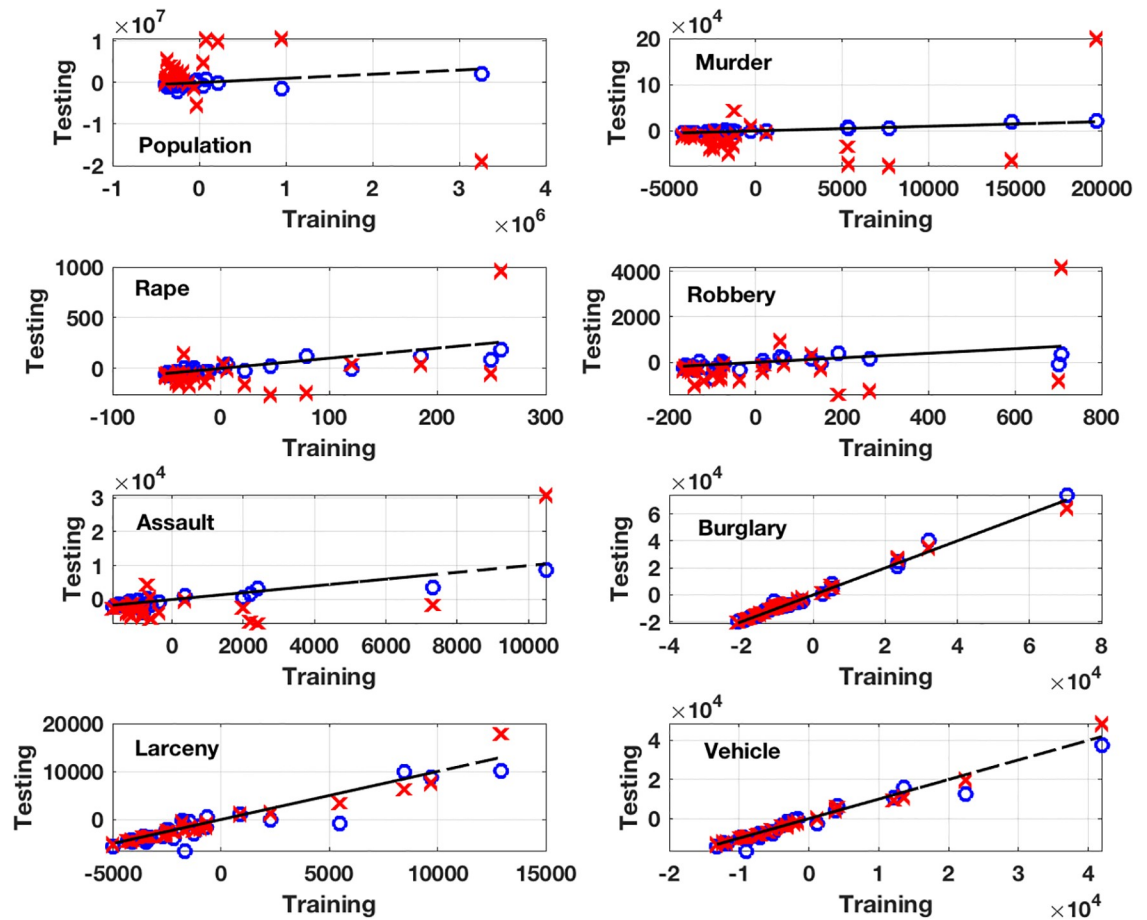 ×10^7
1
0
-1
-2
Testing
Population
-1 0 1 2 3 4
Training
×10^6
×10^4
20
10
0
Testing
Murder
-5000 0 5000 10000 15000 20000
Training
1000
500
0
Testing
Rape
-100 0 100 200 300
Training
4000
2000
0
Testing
Robbery
-200 0 200 400 600 800
Training
×10^4
3
2
1
0
Testing
Assault
0 2000 4000 6000 8000 10000
Training
×10^4
6
4
2
0
-2
Testing
Burglary
-4 -2 0 2 4 6 8
Training
×10^4
20000
10000
0
Testing
Larceny
-5000 0 5000 10000 15000
Training
×10^4
4
2
0
Testing
Vehicle
-2 -1 0 1 2 3 4
Training
×10^4